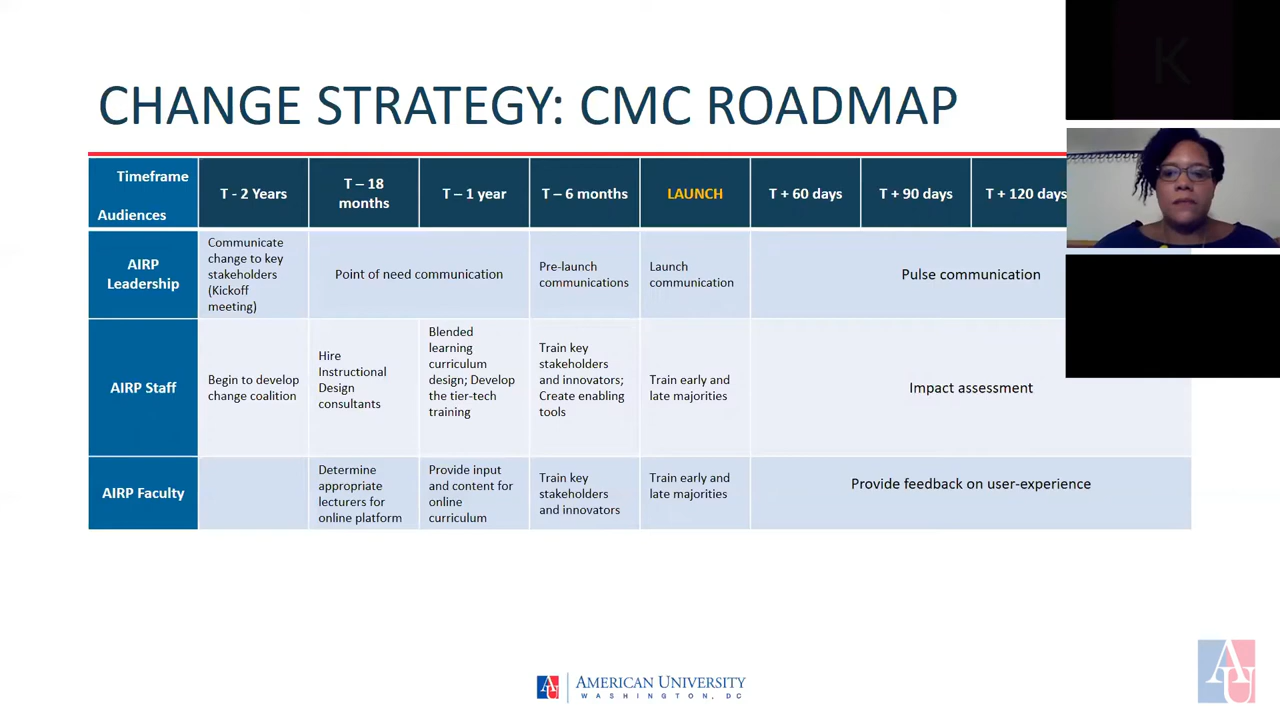 K
CHANGE STRATEGY: CMC ROADMAP
Timeframe
Audiences
T - 2 Years
T – 18
months
T – 1 year
T – 6 months
LAUNCH
T + 60 days
T + 90 days
T + 120 days
AIRP
Leadership
Communicate
change to key
stakeholders
(Kickoff
meeting)
Point of need communication
Pre-launch
communications
Launch
communication
Pulse communication
AIRP Staff
Begin to develop
change coalition
Hire
Instructional
Design
consultants
Blended
learning
curriculum
design; Develop
the tier-tech
training
Train key
stakeholders
and innovators;
Create enabling
tools
Train early and
late majorities
Impact assessment
AIRP Faculty
Determine
appropriate
lecturers for
online platform
Provide input
and content for
online
curriculum
Train key
stakeholders
and innovators
Train early and
late majorities
Provide feedback on user-experience
AU
AMERICAN UNIVERSITY
WASHINGTON, DC
AU